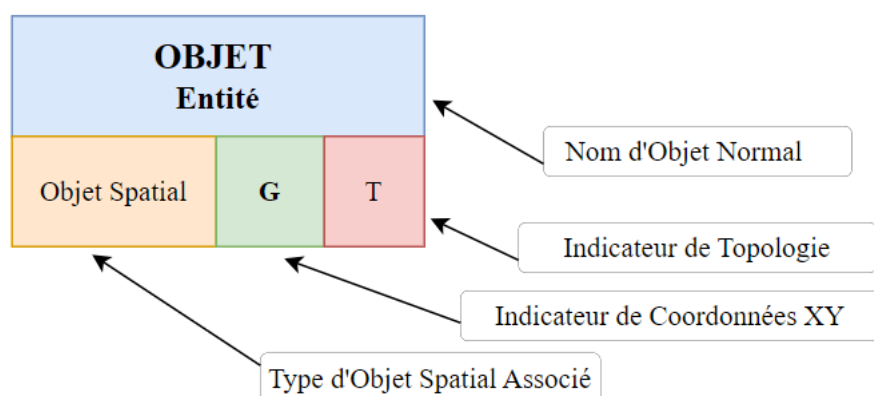 OBJET
Entité
Nom d'Objet Normal
Objet Spatial
G
T
Indicateur de Topologie
Indicateur de Coordonnées XY
Type d'Objet Spatial Associé